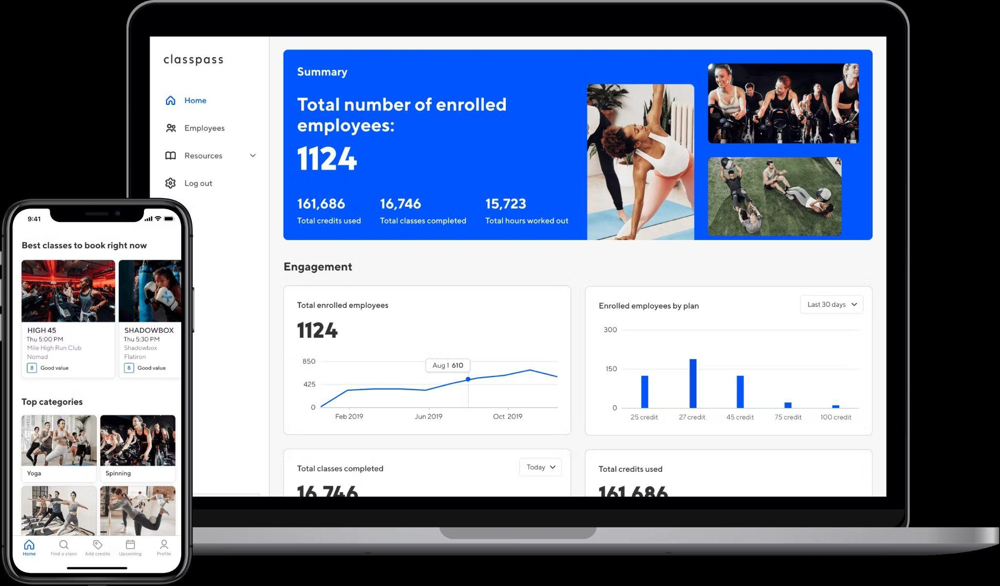 classpass
Home
Employees
Resources
Log out
Summary
Total number of enrolled
employees:
1124
161,686
Total credits used
16,746
Total classes completed
15,723
Total hours worked out
Engagement
Total enrolled employees
1124
850
425
0
Aug 1 610
Feb 2019
Jun 2019
Oct 2019
Enrolled employees by plan
Last 30 days
300
150
0
25 credit
27 credit
45 credit
75 credit
100 credit
Total classes completed
Today
16,746
Total credits used
161,686
9:41
Best classes to book right now
HIGH 45
Thu 5:00 PM
Mile High Run Club
Nomad
8 Good value
SHADOWBOX
Thu 5:30 PM
Shadowbox
Flatiron
8 Good value
Top categories
Yoga
Spinning
Home
Find a class
Add credits
Upcoming
Profile